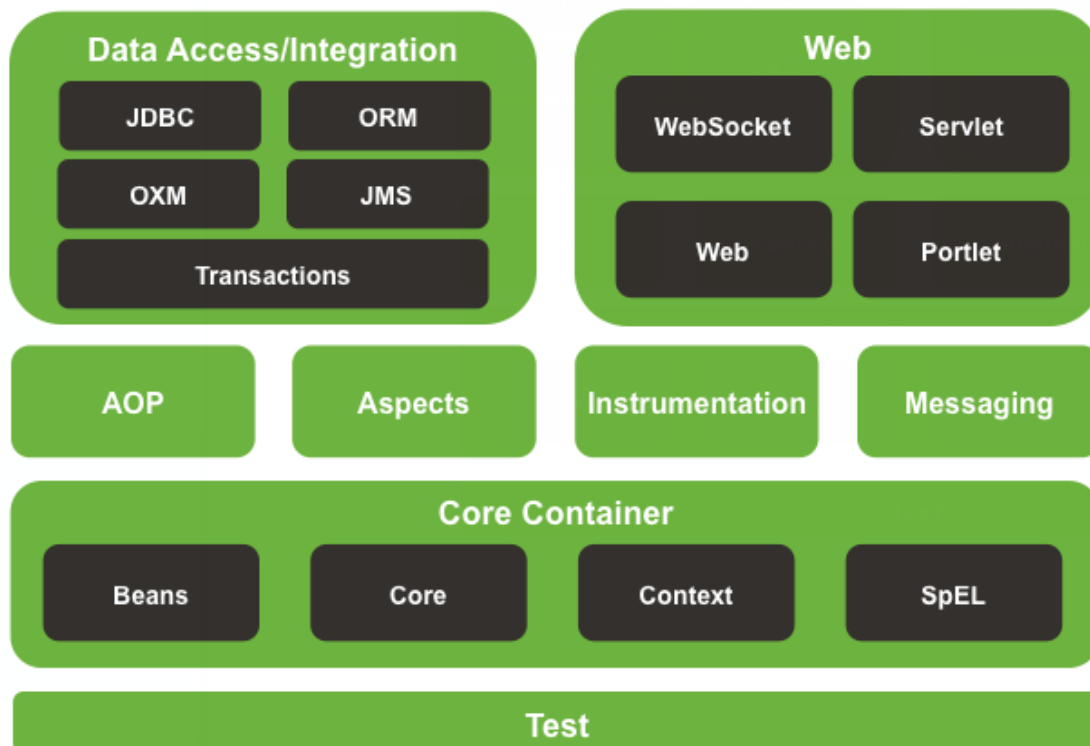 Data Access/Integration
JDBC
ORM
OXM
JMS
Transactions
Web
WebSocket
Servlet
Web
Portlet
AOP
Aspects
Instrumentation
Messaging
Core Container
Beans
Core
Context
SpEL
Test